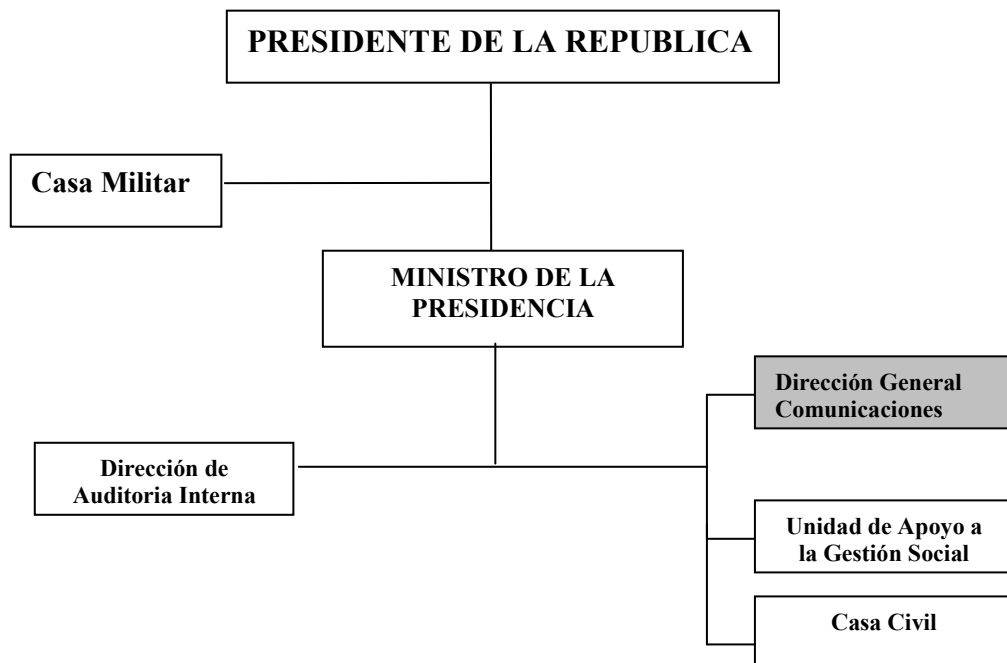 PRESIDENTE DE LA REPUBLICA
Casa Militar
MINISTRO DE LA
PRESIDENCIA
Dirección General
Comunicaciones
Dirección de
Auditoria Interna
Unidad de Apoyo a
la Gestión Social
Casa Civil